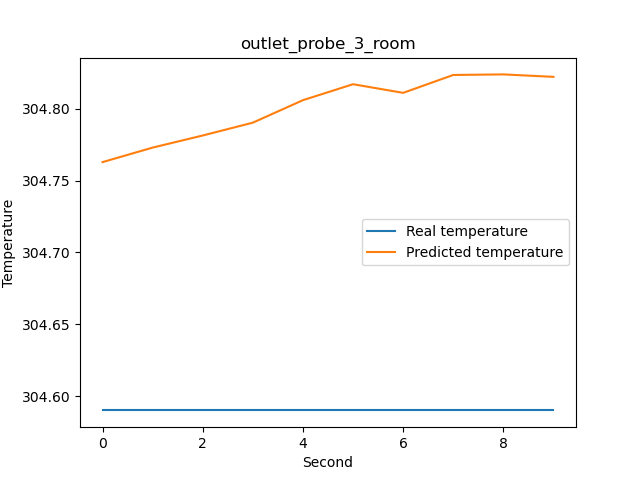 outlet_probe_3_room
Temperature
304.80
304.75
304.70
304.65
304.60
Real temperature
Predicted temperature
0 2 4 6 8
Second